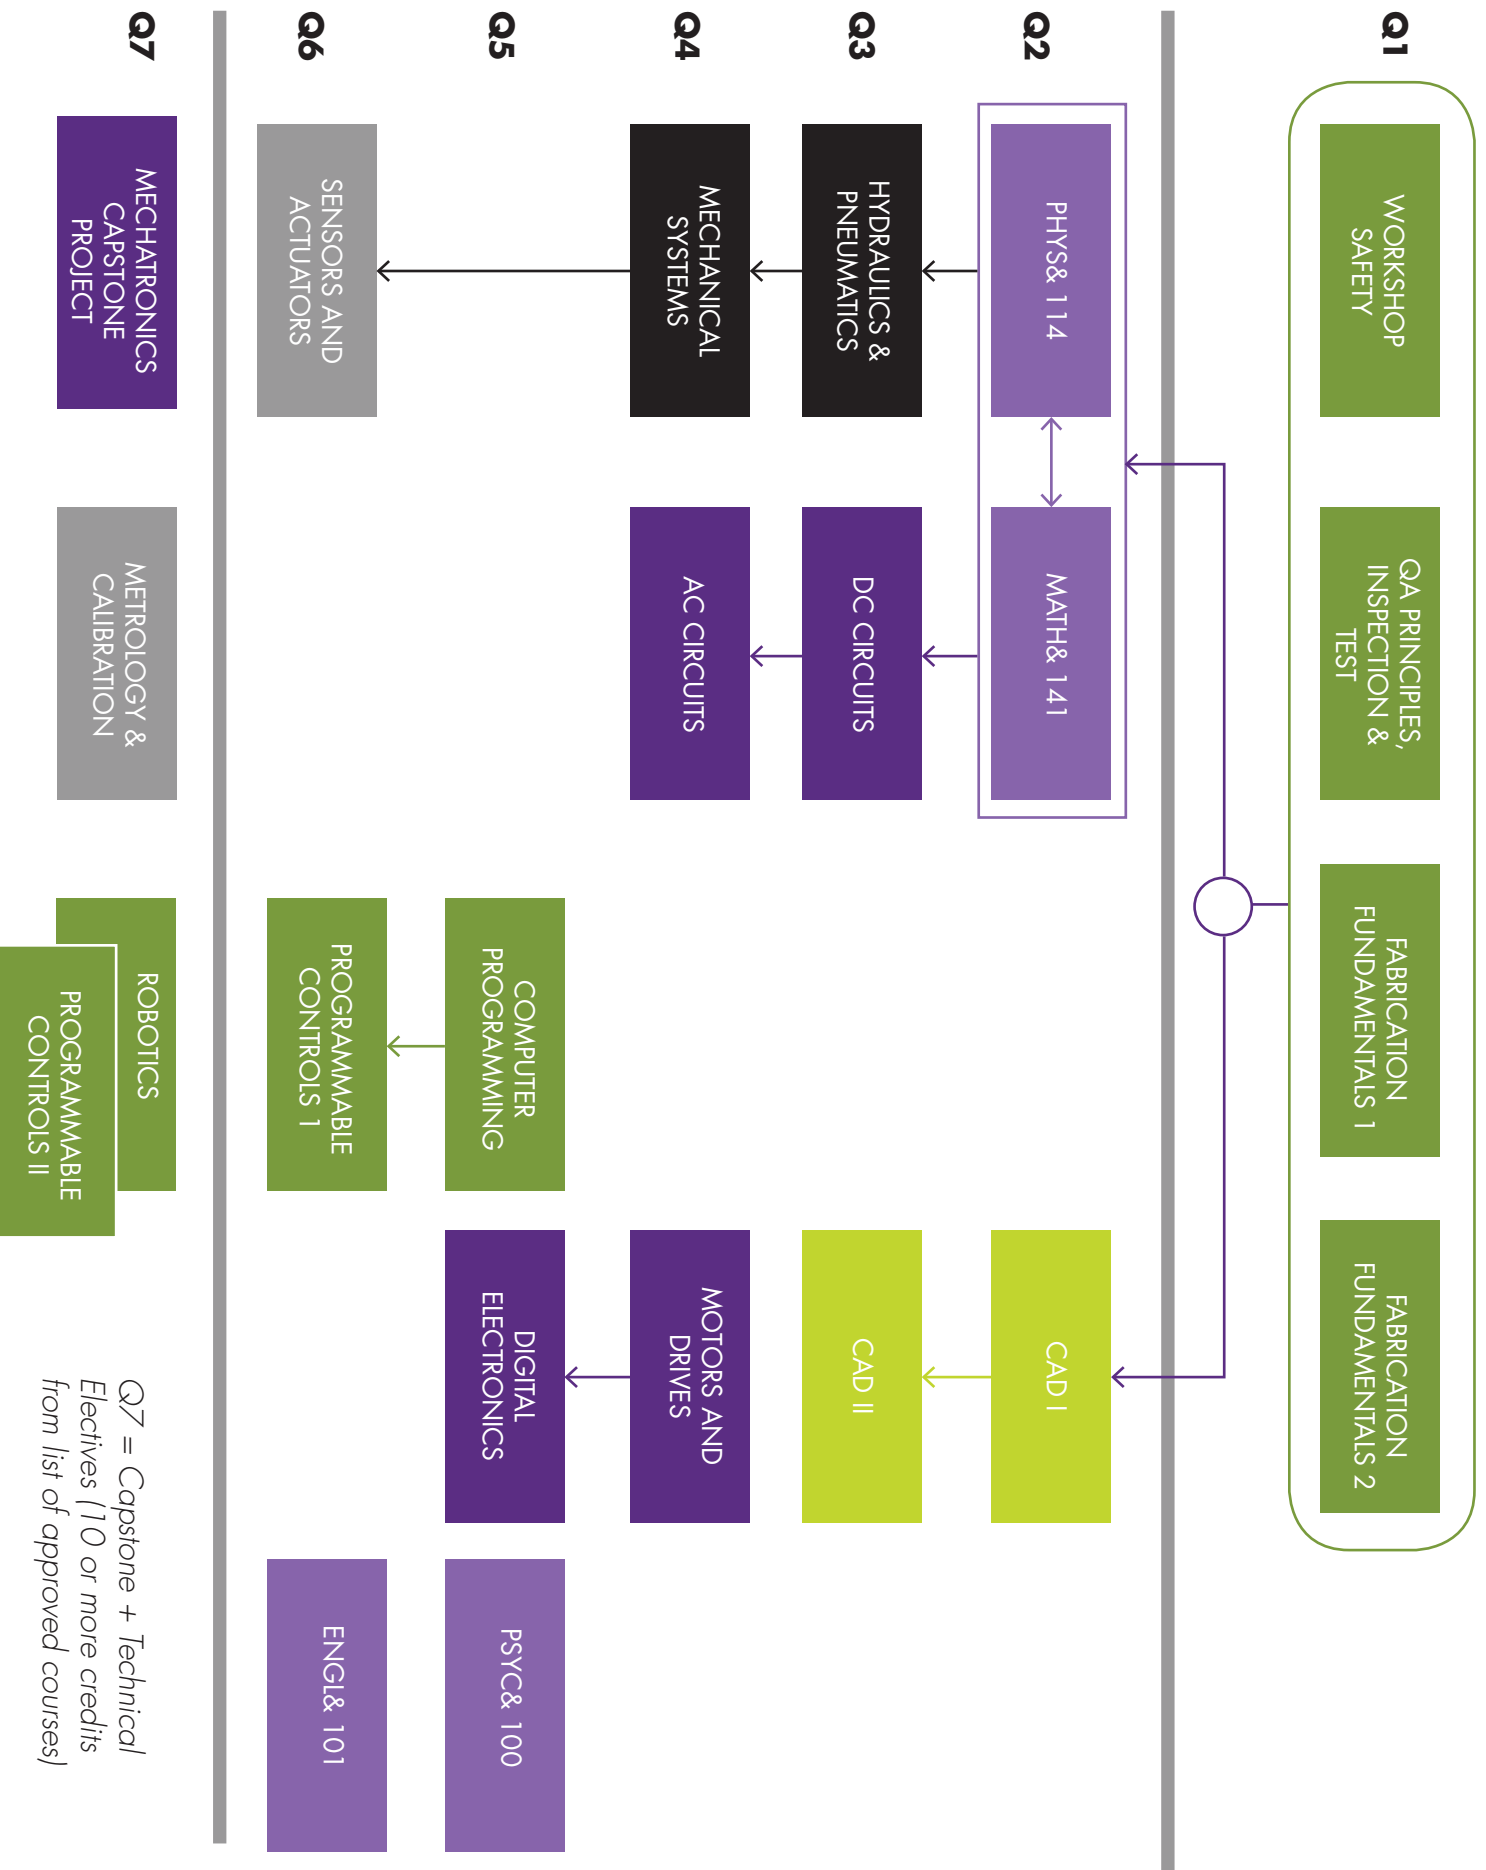 Q1
WORKSHOP
SAFETY
QA PRINCIPLES,
INSPECTION &
TEST
FABRICATION
FUNDAMENTALS 1
FABRICATION
FUNDAMENTALS 2
Q2
PHYS& 114
MATH& 141
CAD I
Q3
HYDRAULICS &
PNEUMATICS
DC CIRCUITS
CAD II
Q4
MECHANICAL
SYSTEMS
AC CIRCUITS
MOTORS AND
DRIVES
Q5
COMPUTER
PROGRAMMING
DIGITAL
ELECTRONICS
PSYC& 100
Q6
SENSORS AND
ACTUATORS
PROGRAMMABLE
CONTROLS 1
ENGL& 101
Q7
MECHATRONICS
CAPSTONE
PROJECT
METROLOGY &
CALIBRATION
ROBOTICS
PROGRAMMABLE
CONTROLS II
Q7 = Capstone + Technical
Electives (10 or more credits
from list of approved courses)